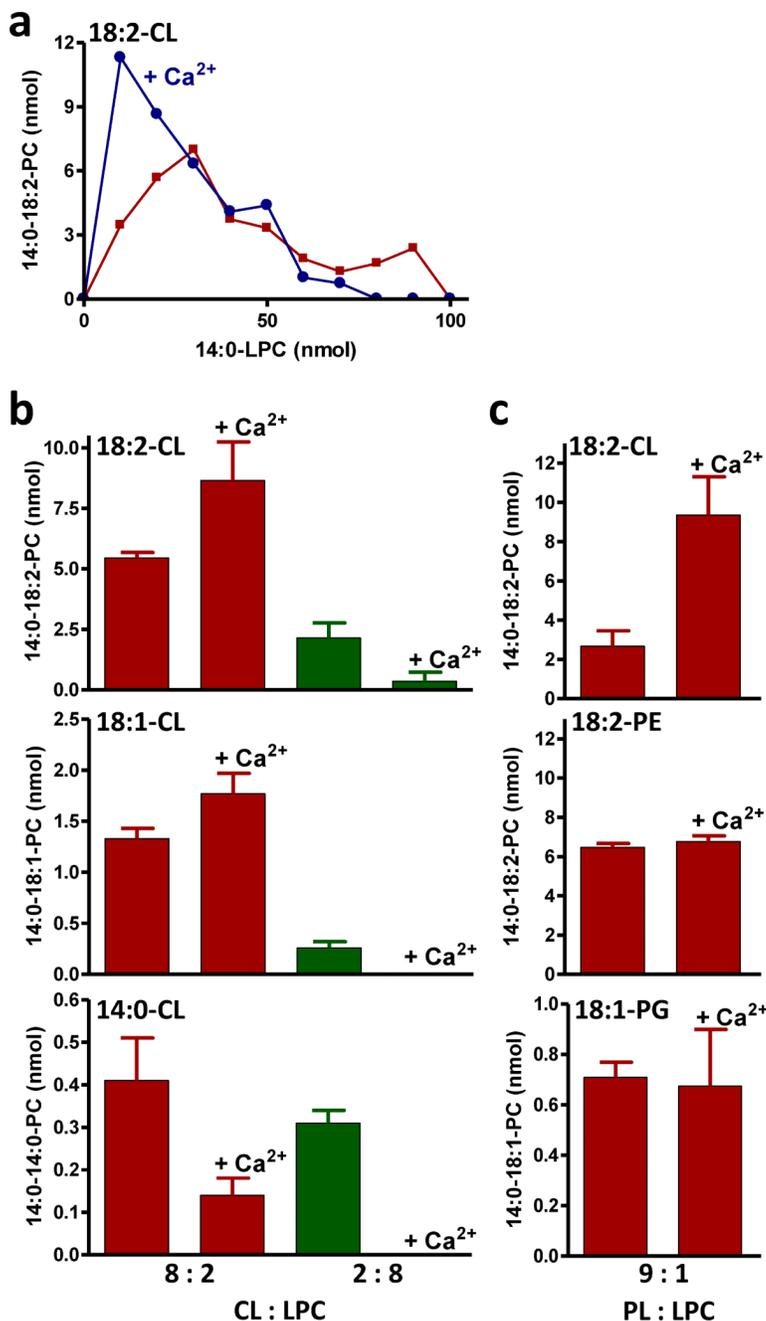 a
18:2-CL
+ Ca2+
14:0-18:2-PC (nmol)
12
9
6
3
0
0 50 100
14:0-LPC (nmol)
b
18:2-CL
+ Ca2+
14:0-18:2-PC (nmol)
10.0
7.5
5.0
2.5
0.0
+ Ca2+
18:1-CL
+ Ca2+
14:0-18:1-PC (nmol)
2.5
2.0
1.5
1.0
0.5
0.0
+ Ca2+
14:0-CL
14:0-14:0-PC (nmol)
0.6
0.5
0.4
0.3
0.2
0.1
0.0
+ Ca2+
+ Ca2+
8 : 2 2 : 8
CL : LPC
c
18:2-CL
+ Ca2+
14:0-18:2-PC (nmol)
12
10
8
6
4
2
0
18:2-PE
+ Ca2+
14:0-18:2-PC (nmol)
12
10
8
6
4
2
0
18:1-PG
+ Ca2+
14:0-18:1-PC (nmol)
1.0
0.8
0.6
0.4
0.2
0.0
9 : 1
PL : LPC